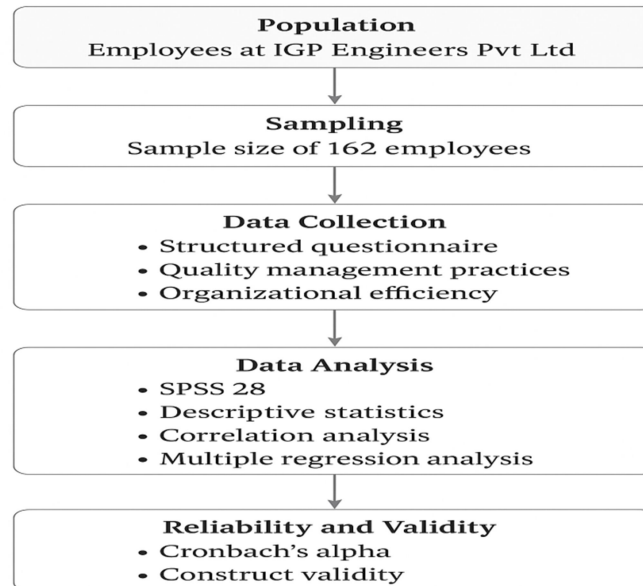 Population
Employees at IGP Engineers Pvt Ltd
Sampling
Sample size of 162 employees
Data Collection
• Structured questionnaire
• Quality management practices
• Organizational efficiency
Data Analysis
• SPSS 28
• Descriptive statistics
• Correlation analysis
• Multiple regression analysis
Reliability and Validity
• Cronbach’s alpha
• Construct validity